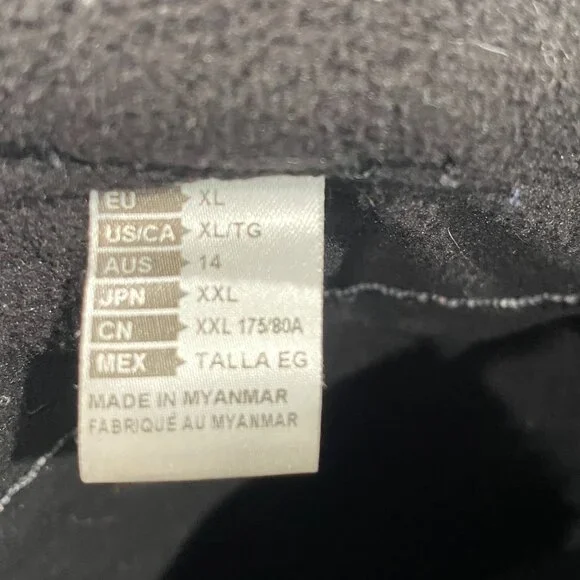 EU XL
US/CA XL/TG
AUS 14
JPN XXL
CN XXL 175/80A
MEX TALLA EG
MADE IN MYANMAR
FABRIQUÉ AU MYANMAR